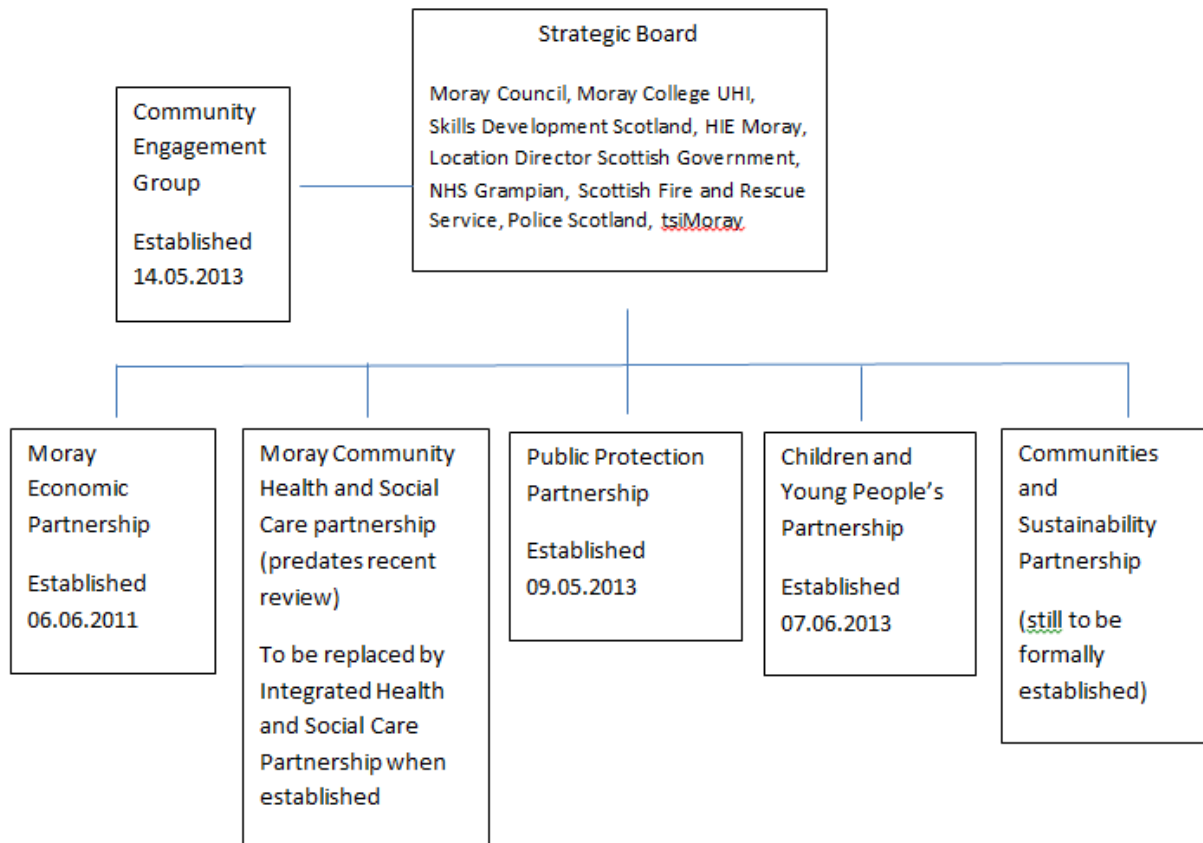 Strategic Board
Moray Council, Moray College UHI,
Skills Development Scotland, HIE Moray,
Location Director Scottish Government,
NHS Grampian, Scottish Fire and Rescue
Service, Police Scotland, tsiMoray
Community
Engagement
Group
Established
14.05.2013
Moray
Economic
Partnership
Established
06.06.2011
Moray Community
Health and Social
Care partnership
(predates recent
review)
To be replaced by
Integrated Health
and Social Care
Partnership when
established
Public Protection
Partnership
Established
09.05.2013
Children and
Young People’s
Partnership
Established
07.06.2013
Communities
and
Sustainability
Partnership
(still to be
formally
established)